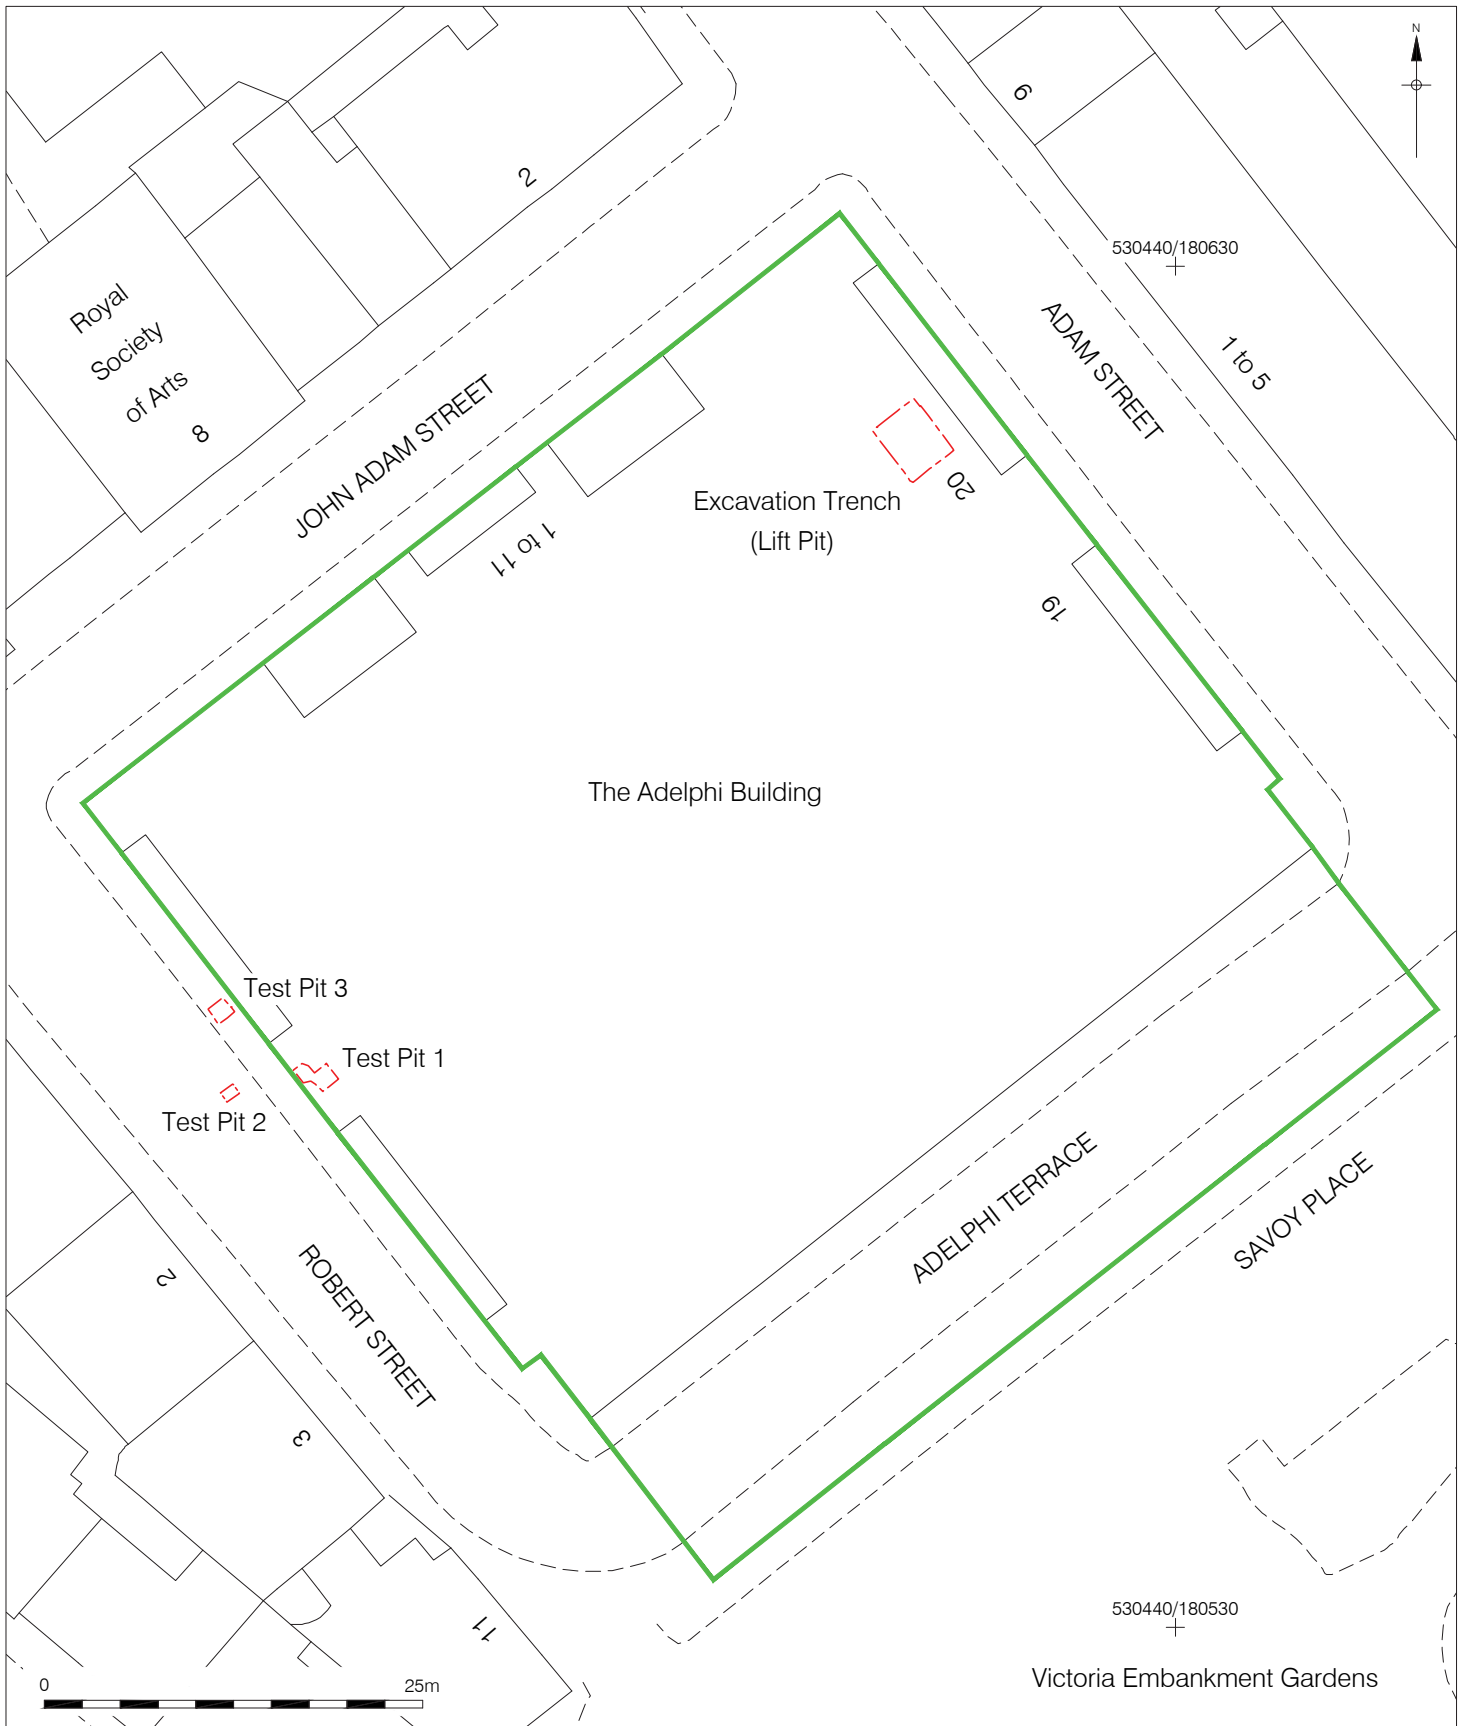 N
6
2
530440/180630
Royal
Society
of Arts
8
ADAM STREET
1 to 5
JOHN ADAM STREET
20
Excavation Trench
(Lift Pit)
1 to 11
19
The Adelphi Building
Test Pit 3
Test Pit 1
Test Pit 2
ADELPHI TERRACE
SAVOY PLACE
2
ROBERT STREET
3
11
530440/180530
Victoria Embankment Gardens
0 25m